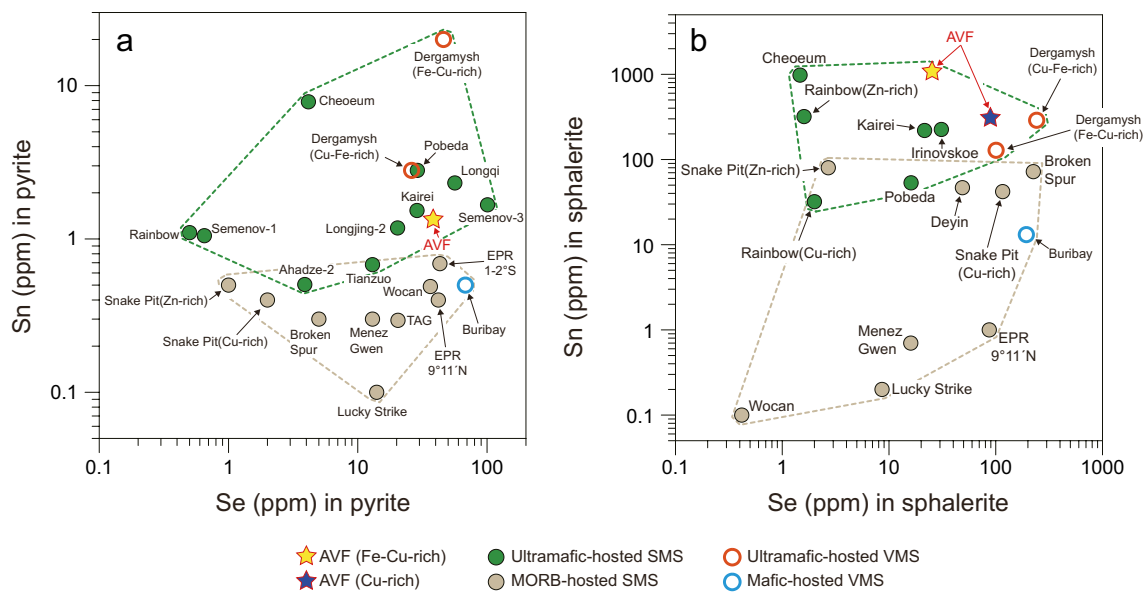 a
Sn (ppm) in pyrite
10
1
0.1
0.1
1
10
100
Se (ppm) in pyrite
Dergamysh
(Fe-Cu-rich)
Cheoeum
Dergamysh
(Cu-Fe-rich)
Pobeda
Longqi
Kairei
Semenov-3
Rainbow
Semenov-1
Longjing-2
AVF
EPR
1-2°S
Ahadze-2
Tianzuo
Snake Pit(Zn-rich)
Wocan
Snake Pit(Cu-rich)
Broken
Spur
Menez
Gwen
TAG
Buribay
EPR
9°11´N
Lucky Strike
b
Sn (ppm) in sphalerite
1000
100
10
1
0.1
0.1
1
10
100
1000
Se (ppm) in sphalerite
AVF
Cheoeum
Dergamysh
(Cu-Fe-rich)
Rainbow(Zn-rich)
Kairei
Irinovskoe
Dergamysh
(Fe-Cu-rich)
Snake Pit(Zn-rich)
Broken
Spur
Pobeda
Deyin
Rainbow(Cu-rich)
Snake Pit
(Cu-rich)
Buribay
Menez
Gwen
EPR
9°11´N
Lucky Strike
Wocan
AVF (Fe-Cu-rich)
Ultramafic-hosted SMS
Ultramafic-hosted VMS
AVF (Cu-rich)
MORB-hosted SMS
Mafic-hosted VMS